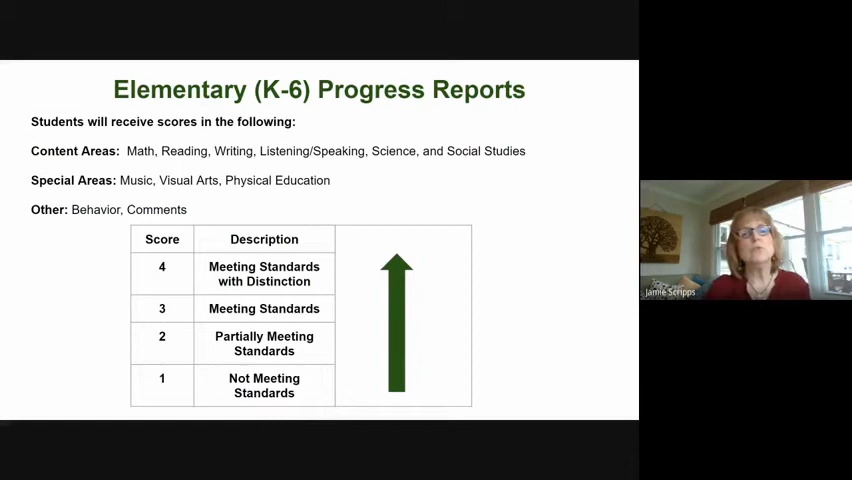 Elementary (K-6) Progress Reports
Students will receive scores in the following:
Content Areas: Math, Reading, Writing, Listening/Speaking, Science, and Social Studies
Special Areas: Music, Visual Arts, Physical Education
Other: Behavior, Comments
Score Description
4 Meeting Standards
with Distinction
3 Meeting Standards
2 Partially Meeting
Standards
1 Not Meeting
Standards
Jamie Scripps